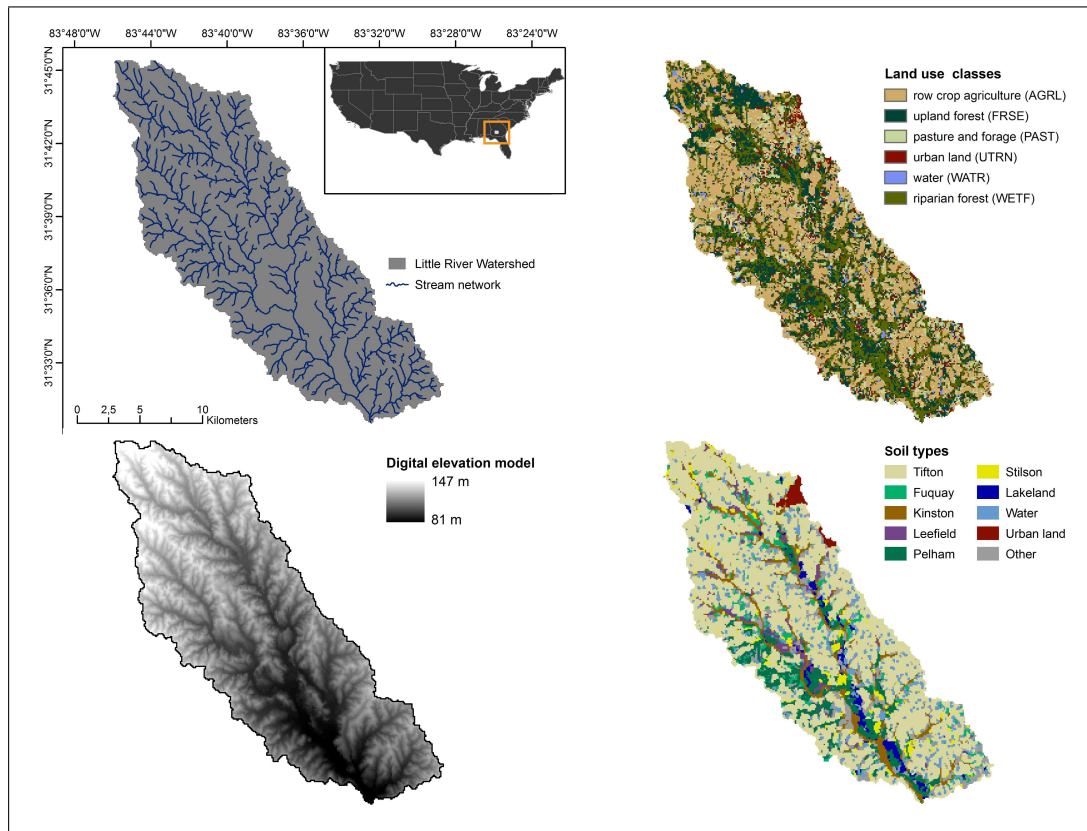 83°48'0"W 83°44'0"W 83°40'0"W 83°36'0"W 83°32'0"W 83°28'0"W 83°24'0"W
31°45'0"N
31°42'0"N
31°39'0"N
31°36'0"N
31°33'0"N
Little River Watershed
Stream network
0 2,5 5 10
Kilometers
Land use classes
row crop agriculture (AGRL)
upland forest (FRSE)
pasture and forage (PAST)
urban land (UTRN)
water (WATR)
riparian forest (WETF)
Digital elevation model
147 m
81 m
Soil types
Tifton
Fuquay
Kinston
Leefield
Pelham
Stilson
Lakeland
Water
Urban land
Other